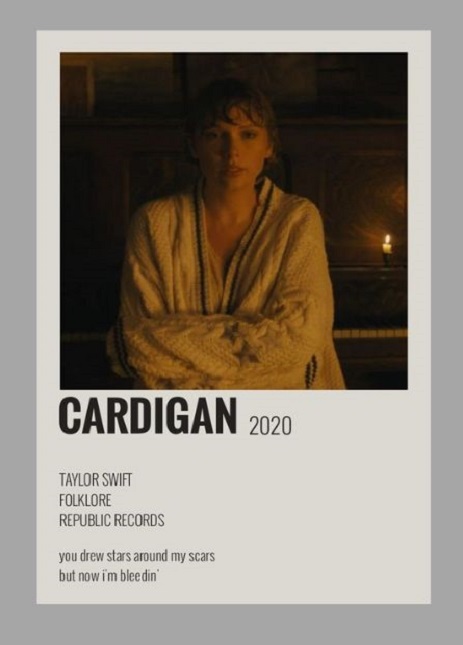 CARDIGAN 2020
TAYLOR SWIFT
FOLKLORE
REPUBLIC RECORDS
you drew stars around my scars
but now i'm bleedin'